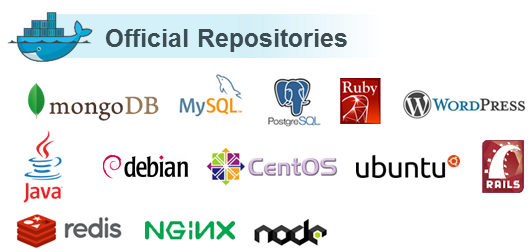 Official Repositories
mongoDB MySQL PostgreSQL Ruby WORDPRESS
Java debian CentOS ubuntu RAILS
redis NGiNX node